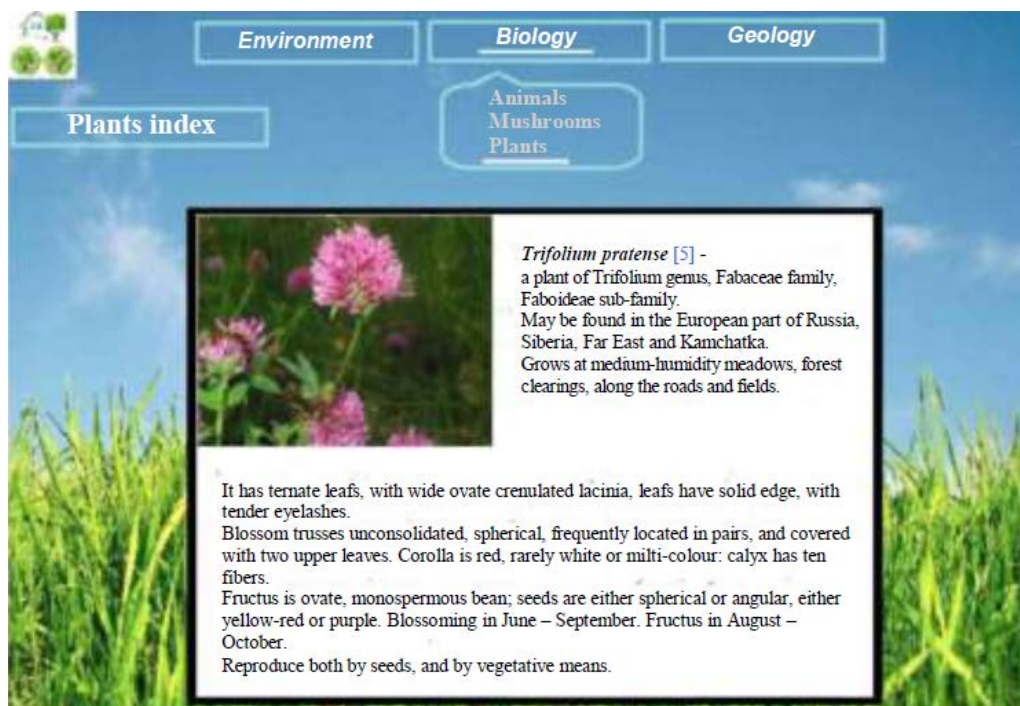 Environment
Biology
Geology
Animals
Mushrooms
Plants
Plants index
Trifolium pratense [5] -
a plant of Trifolium genus, Fabaceae family,
Faboideae sub-family.
May be found in the European part of Russia,
Siberia, Far East and Kamchatka.
Grows at medium-humidity meadows, forest
clearings, along the roads and fields.
It has ternate leafs, with wide ovate crenulated lacinia, leafs have solid edge, with
tender eyelashes.
Blossom trusses unconsolidated, spherical, frequently located in pairs, and covered
with two upper leaves. Corolla is red, rarely white or milti-colour: calyx has ten
fibers.
Fructus is ovate, monospermous bean; seeds are either spherical or angular, either
yellow-red or purple. Blossoming in June – September. Fructus in August –
October.
Reproduce both by seeds, and by vegetative means.